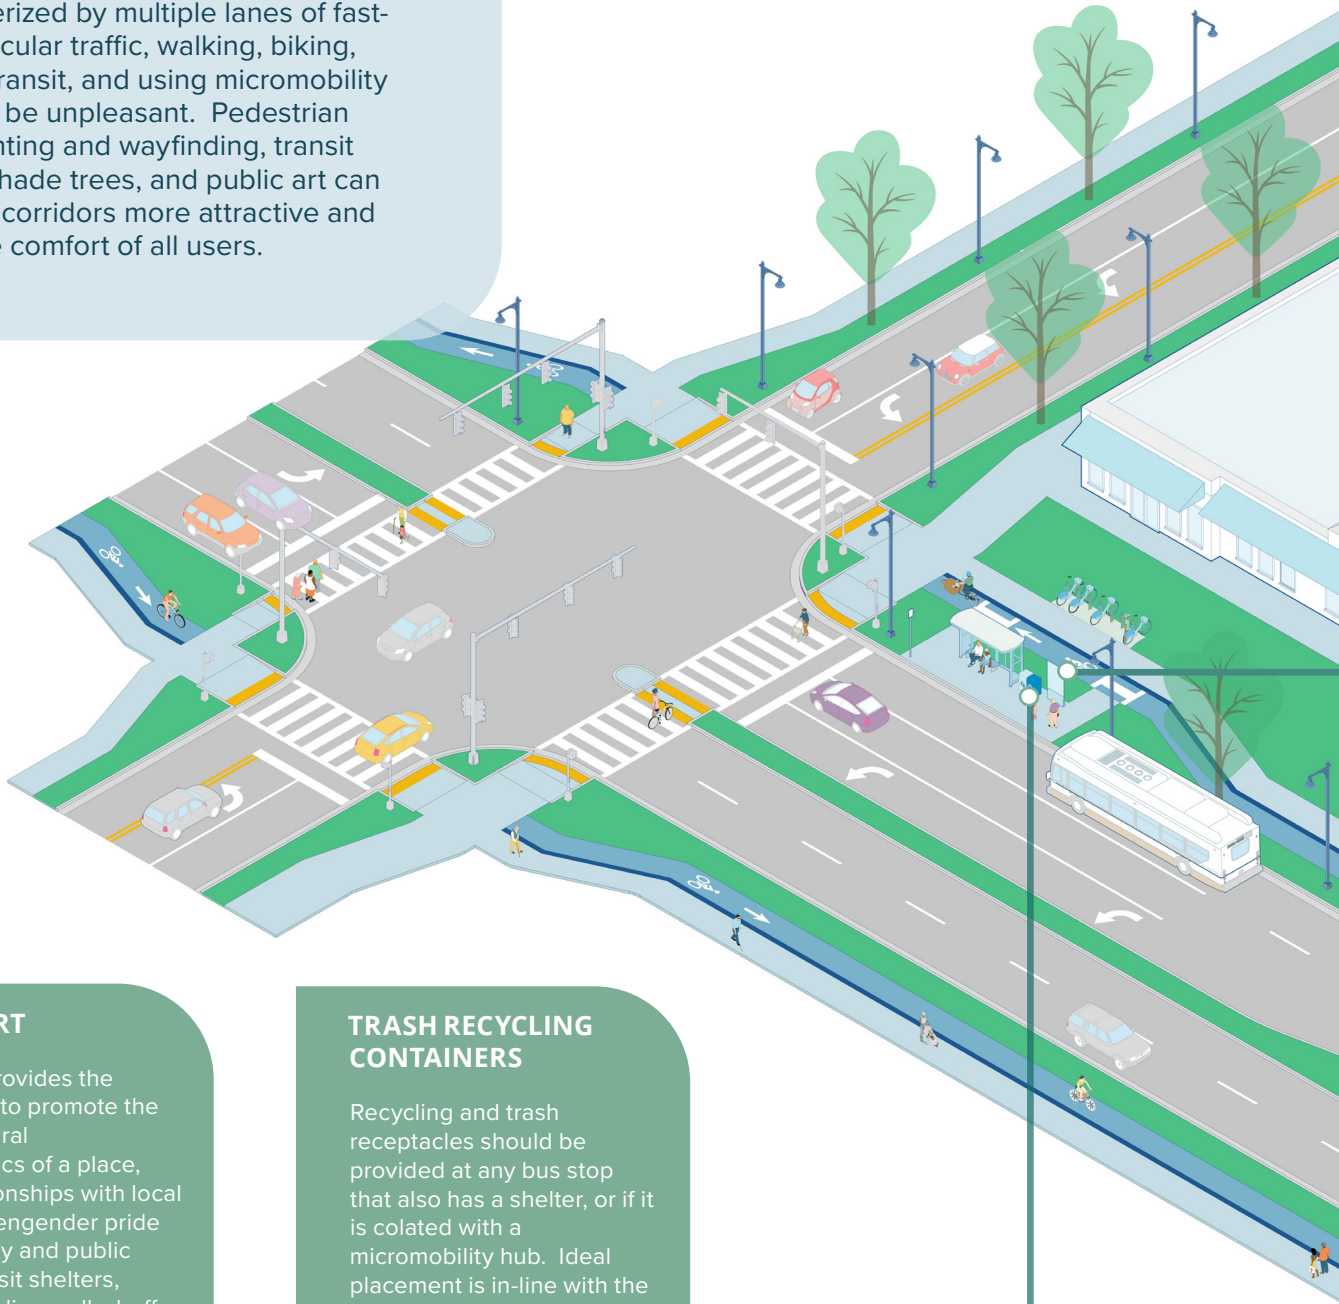 erized by multiple lanes of fast-
cular traffic, walking, biking,
ransit, and using micromobility
be unpleasant.  Pedestrian
nting and wayfinding, transit
hade trees, and public art can
corridors more attractive and
e comfort of all users.
RT
rovides the
to promote the
ral
cs of a place,
onships with local
engender pride
y and public
sit shelters,
TRASH RECYCLING
CONTAINERS
Recycling and trash
receptacles should be
provided at any bus stop
that also has a shelter, or if it
is colated with a
micromobility hub.  Ideal
placement is in-line with the